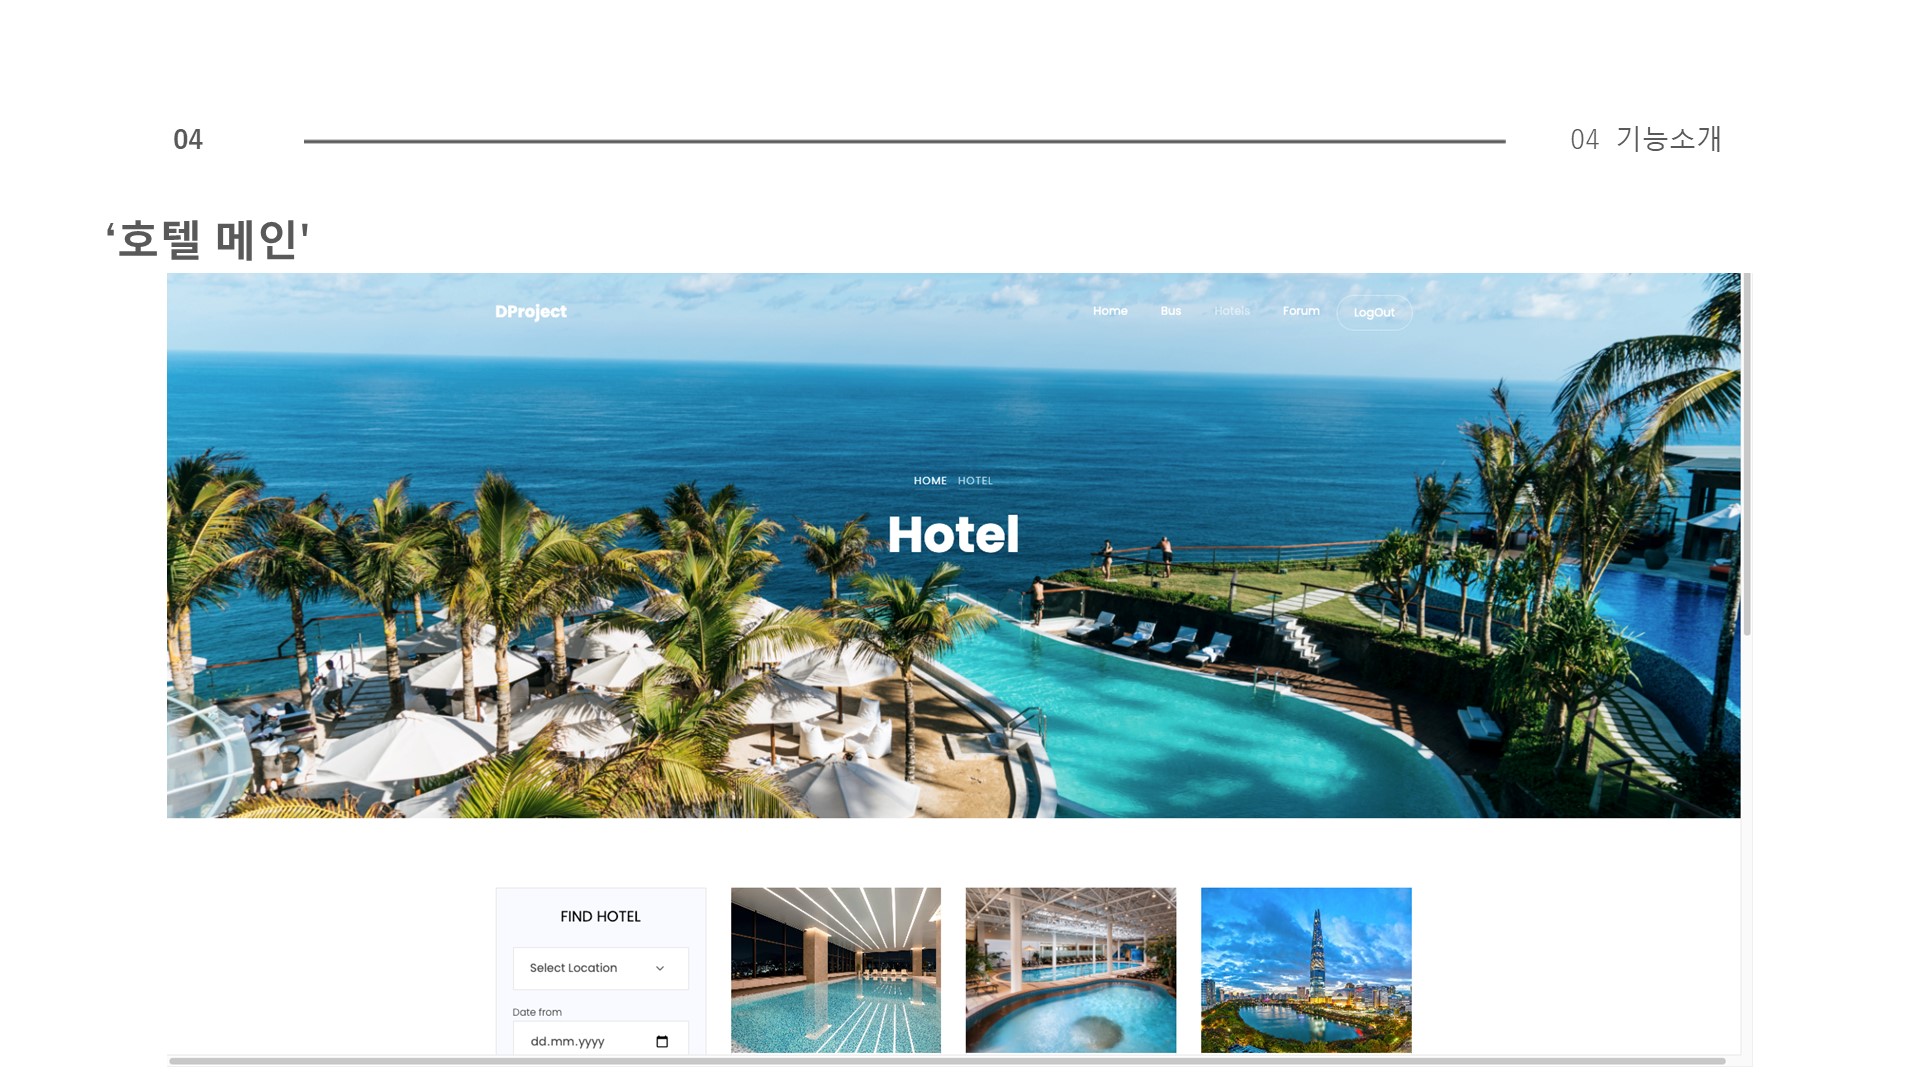 04
04 기능소개
‘호텔 메인'
DProject
Home Bus Hotels Forum LogOut
HOME HOTEL
Hotel
FIND HOTEL
Select Location
Date from
dd.mm.yyyy